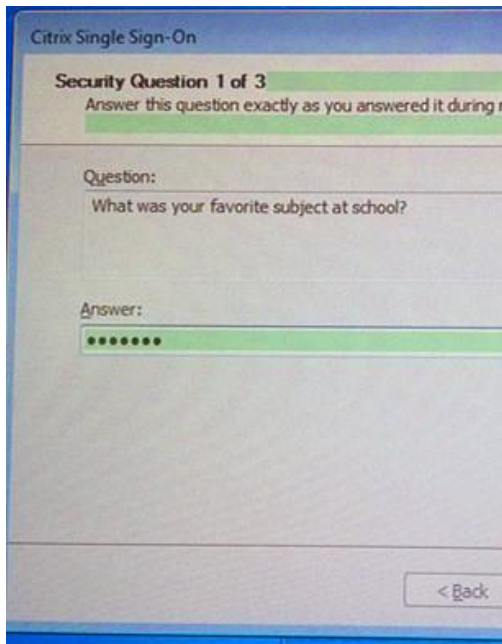 Citrix Single Sign-On
Security Question 1 of 3
Answer this question exactly as you answered it during
Question:
What was your favorite subject at school?
Answer:
•••••••
< Back